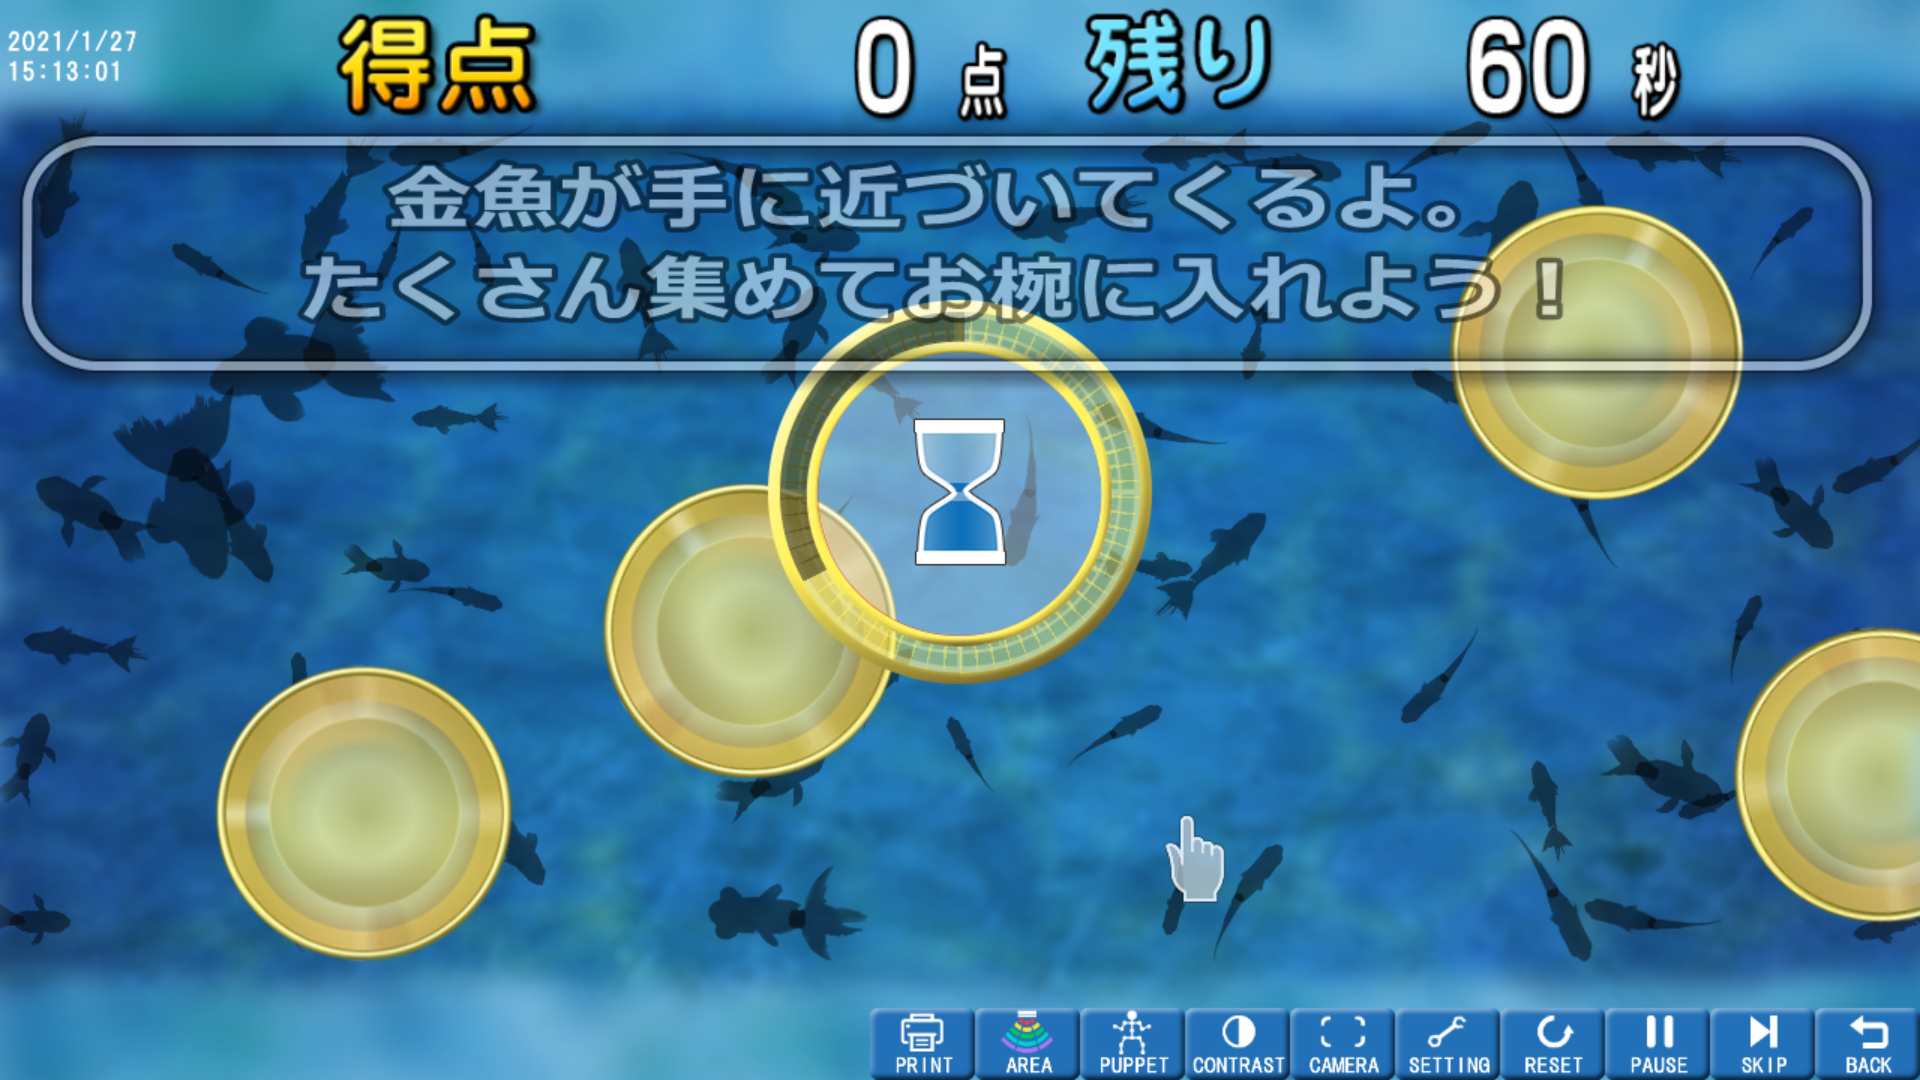 2021/1/27
15:13:01
得点 0 点 残り 60 秒
金魚が手に近づいてくるよ。
たくさん集めてお椀に入れよう！
PRINT AREA PUPPET CONTRAST CAMERA SETTING RESET PAUSE SKIP BACK